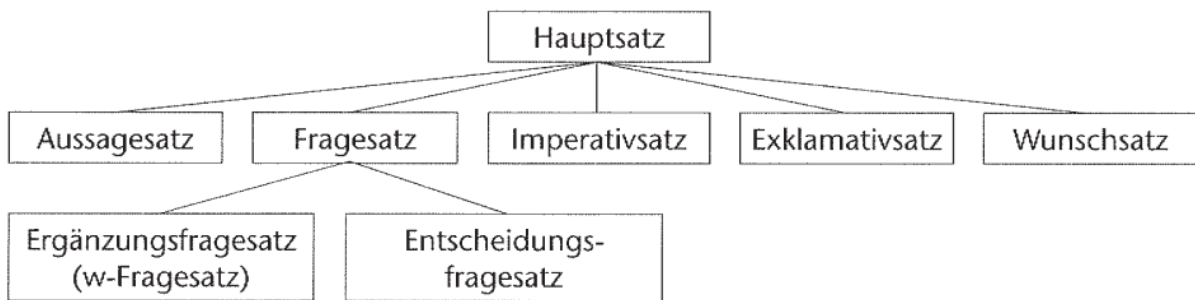 Hauptsatz
Aussagesatz
Fragesatz
Imperativsatz
Exklamativsatz
Wunschsatz
Ergänzungsfragesatz
(w-Fragesatz)
Entscheidungs-
fragesatz